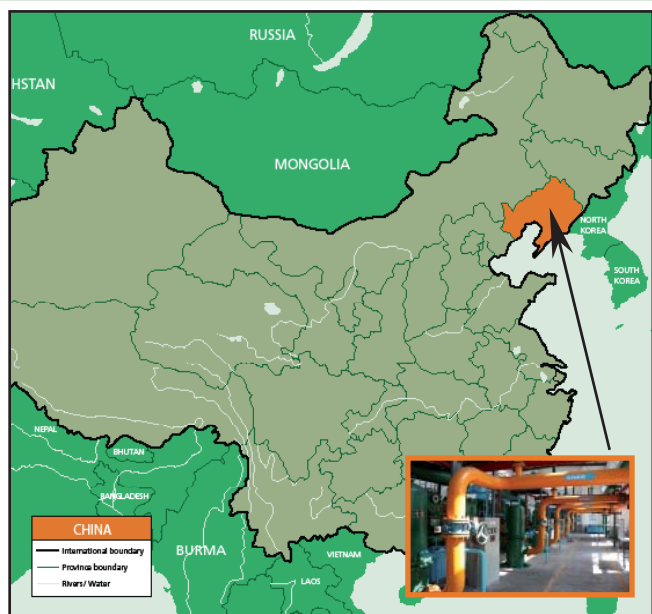 RUSSIA
HSTAN
MONGOLIA
NORTH
KOREA
SOUTH
KOREA
NEPAL
BHUTAN
BANGLADESH
CHINA
International boundary
Province boundary
Rivers/ Water
BURMA
VIETNAM
LAOS